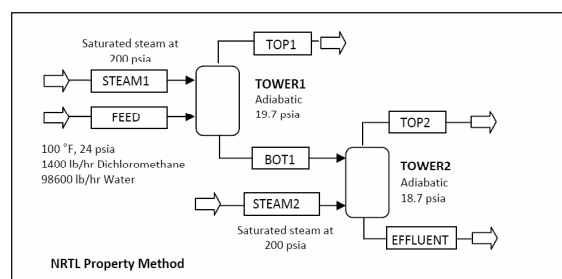 Saturated steam at
200 psia
TOP1
STEAM1
TOWER1
Adiabatic
19.7 psia
FEED
100 °F, 24 psia
1400 lb/hr Dichloromethane
98600 lb/hr Water
TOP2
BOT1
TOWER2
Adiabatic
18.7 psia
STEAM2
Saturated steam at
200 psia
EFFLUENT
NRTL Property Method